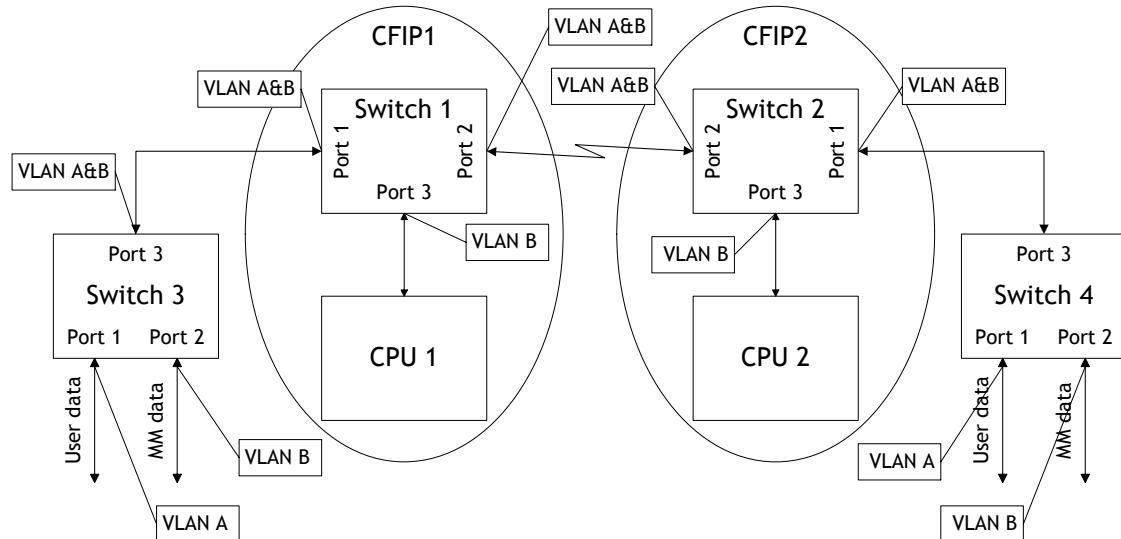 CFIP1
VLAN A&B
CFIP2
VLAN A&B
VLAN A&B
VLAN A&B
Switch 1
Port 1
Port 2
Port 3
Switch 2
Port 2
Port 1
Port 3
VLAN A&B
VLAN B
VLAN B
Port 3
Switch 3
Port 1
Port 2
CPU 1
CPU 2
Port 3
Switch 4
Port 1
Port 2
User data
MM data
VLAN B
VLAN A
User data
MM data
VLAN A
VLAN B